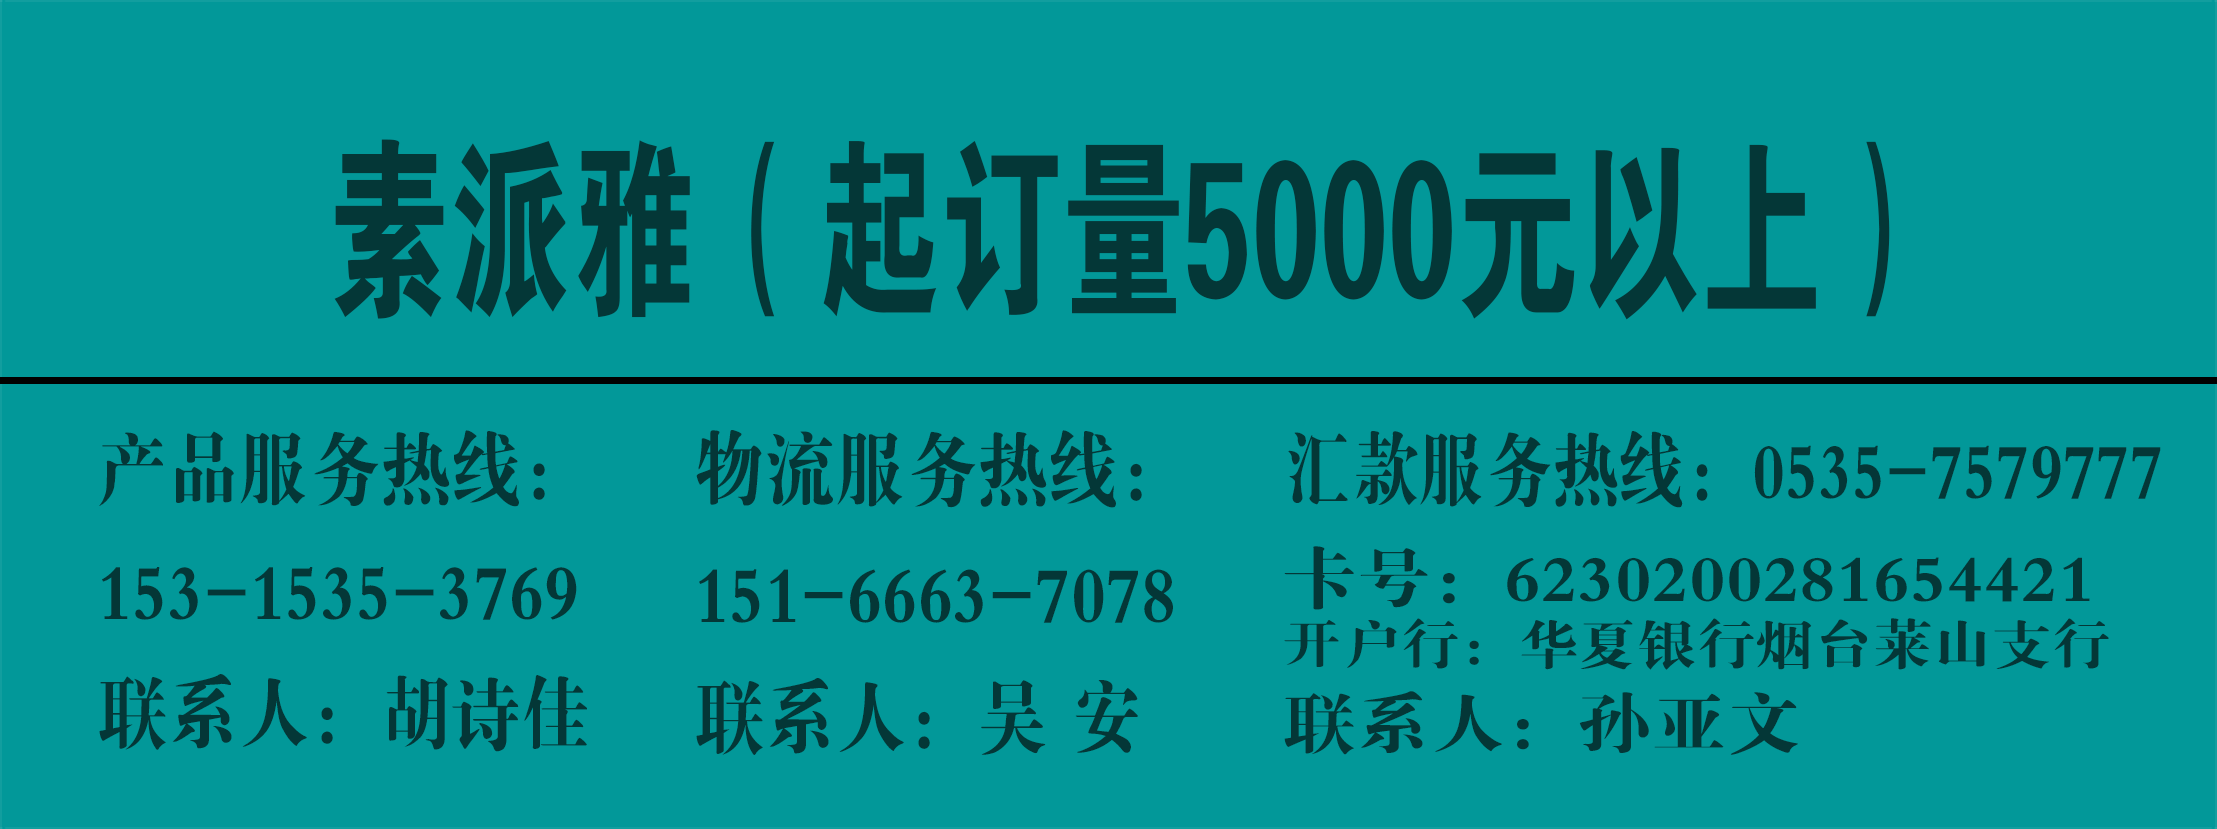 素派雅（起订量5000元以上）
产品服务热线：
153-1535-3769
联系人：胡诗佳
物流服务热线：
151-6663-7078
联系人：吴 安
汇款服务热线：0535-7579777
卡号：6230200281654421
开户行：华夏银行烟台莱山支行
联系人：孙亚文